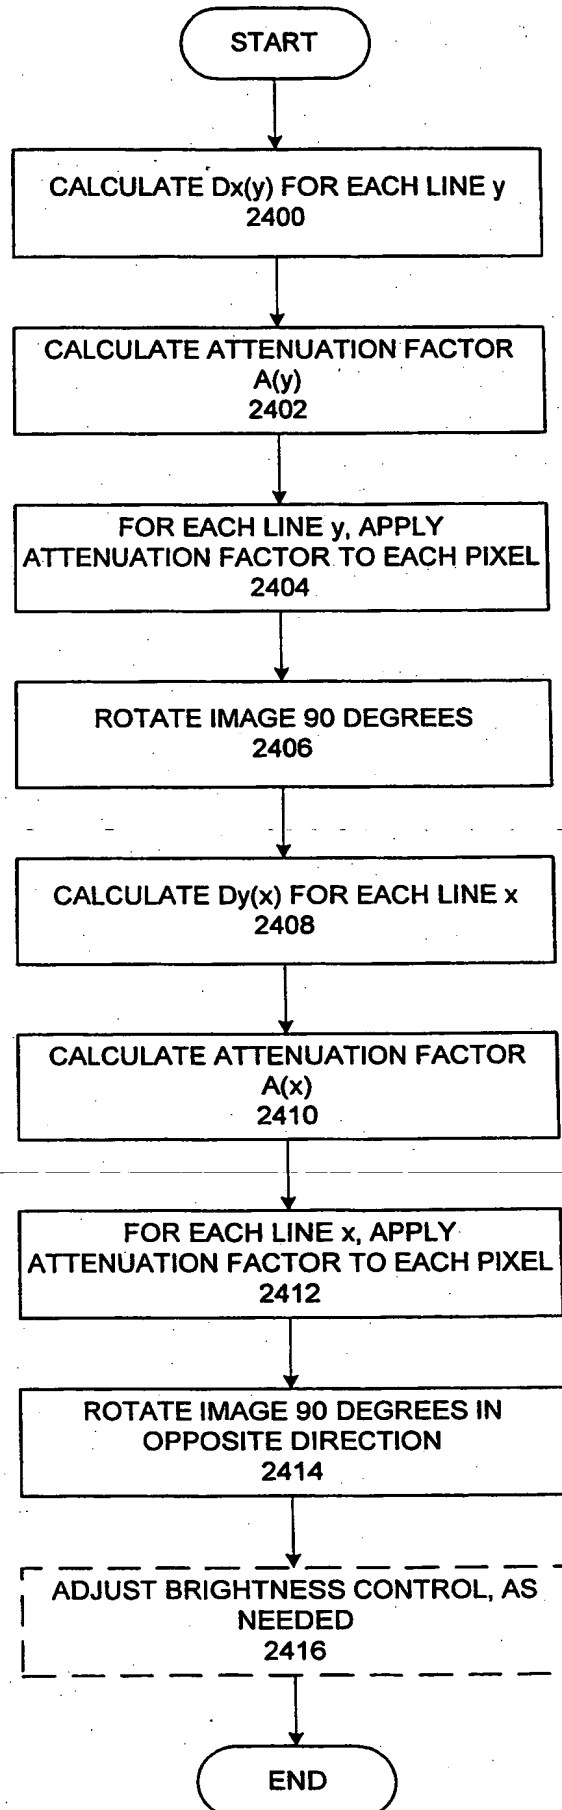 START
CALCULATE Dx(y) FOR EACH LINE y
2400
CALCULATE ATTENUATION FACTOR
A(y)
2402
FOR EACH LINE y, APPLY
ATTENUATION FACTOR TO EACH PIXEL
2404
ROTATE IMAGE 90 DEGREES
2406
CALCULATE Dy(x) FOR EACH LINE x
2408
CALCULATE ATTENUATION FACTOR
A(x)
2410
FOR EACH LINE x, APPLY
ATTENUATION FACTOR TO EACH PIXEL
2412
ROTATE IMAGE 90 DEGREES IN
OPPOSITE DIRECTION
2414
ADJUST BRIGHTNESS CONTROL, AS
NEEDED
2416
END